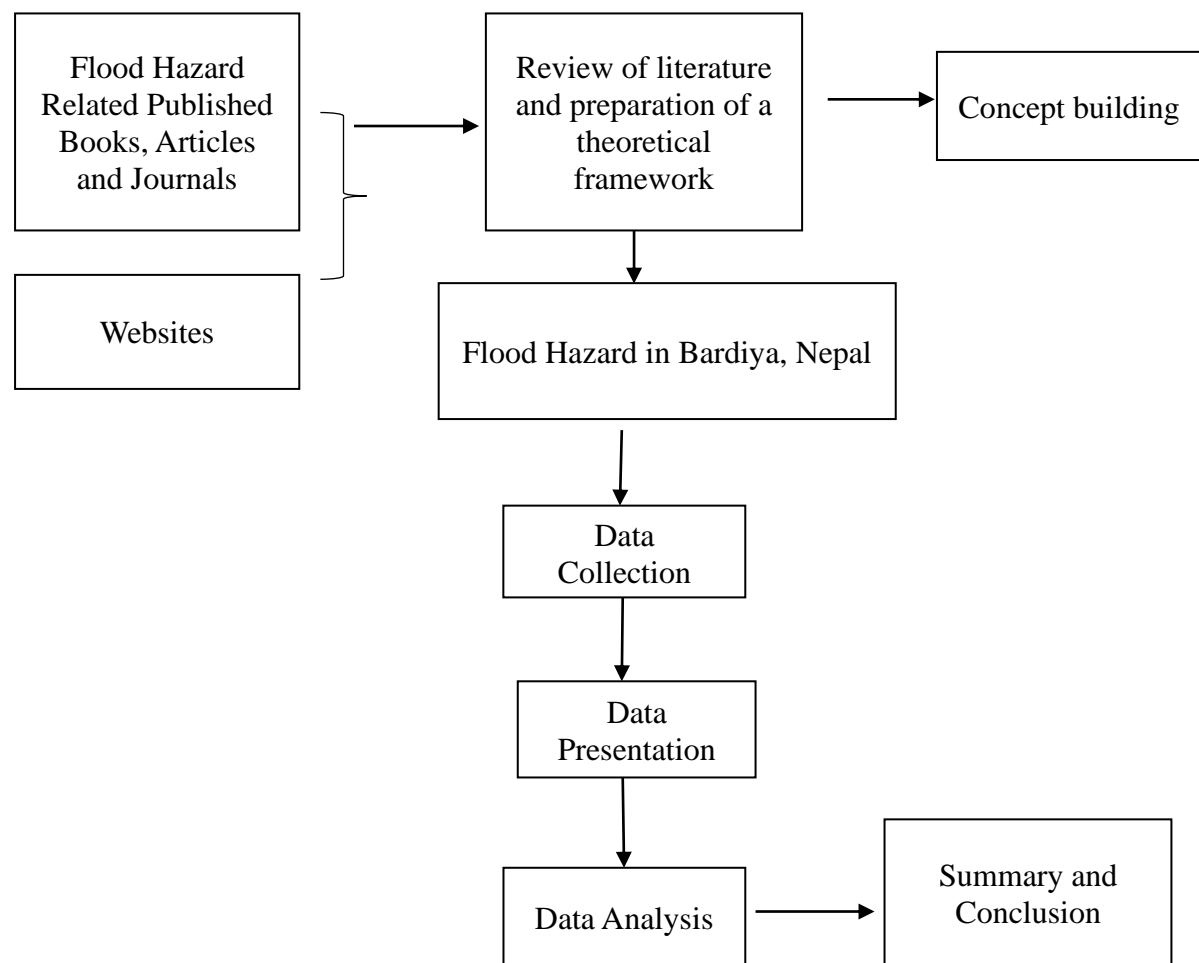 Flood Hazard
Related Published
Books, Articles
and Journals
Review of literature
and preparation of a
theoretical
framework
Concept building
Websites
Flood Hazard in Bardiya, Nepal
Data
Collection
Data
Presentation
Data Analysis
Summary and
Conclusion